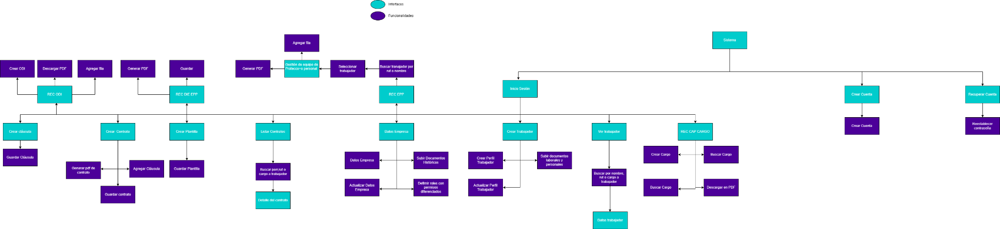 Interfaces
Funcionalidades
Sistema
Agregar fila
Crear ODI
Descargar PDF
Agregar fila
Generar PDF
Guardar
Generar PDF
Gestión de equipo de
Protecco+o personal
Seleccionar
trabajador
Buscar tranajador por
rut o nombre
Inicio Sesión
Crear Cuenta
Recuperar Cuenta
REC ODI
REC DIE EPP
REC EPP
Crear Cuenta
Reestablecer
contraseña
Crear cláusula
Crear Contrato
Crear Plantilla
Listar Contratos
Datos Empresa
Crear Trabajador
Ver trabajador
REC CAP CARGO
Guardar Cláusula
Genarar pdf de
contrato
Agregar Cláusula
Guardar contrato
Guardar Plantilla
Buscar porr,rut o
cargo a trabajador
Detalle del contrato
Datos Empresa
Subir Documentos
Históricos
Actualizar Datos
Empresa
Defimir roles con
permisos
diferenciados
Crear Perfil
Trabajador
Subir documentos
laborales y
personales
Actualizar Perfil
Trabajador
Buscar por nombre,
rut o cargo a
trabajador
Datos trabajador
Crear Cargo
Buscar Cargo
Buscar Cargo
Descargar en PDF